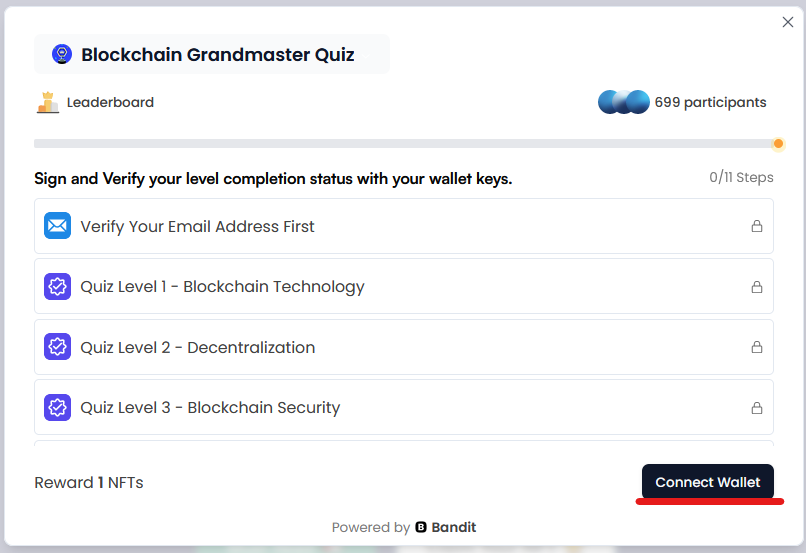 Blockchain Grandmaster Quiz
Leaderboard
699 participants
Sign and Verify your level completion status with your wallet keys.
0/11 Steps
Verify Your Email Address First
Quiz Level 1 - Blockchain Technology
Quiz Level 2 - Decentralization
Quiz Level 3 - Blockchain Security
Reward 1 NFTs
Connect Wallet
Powered by B Bandit